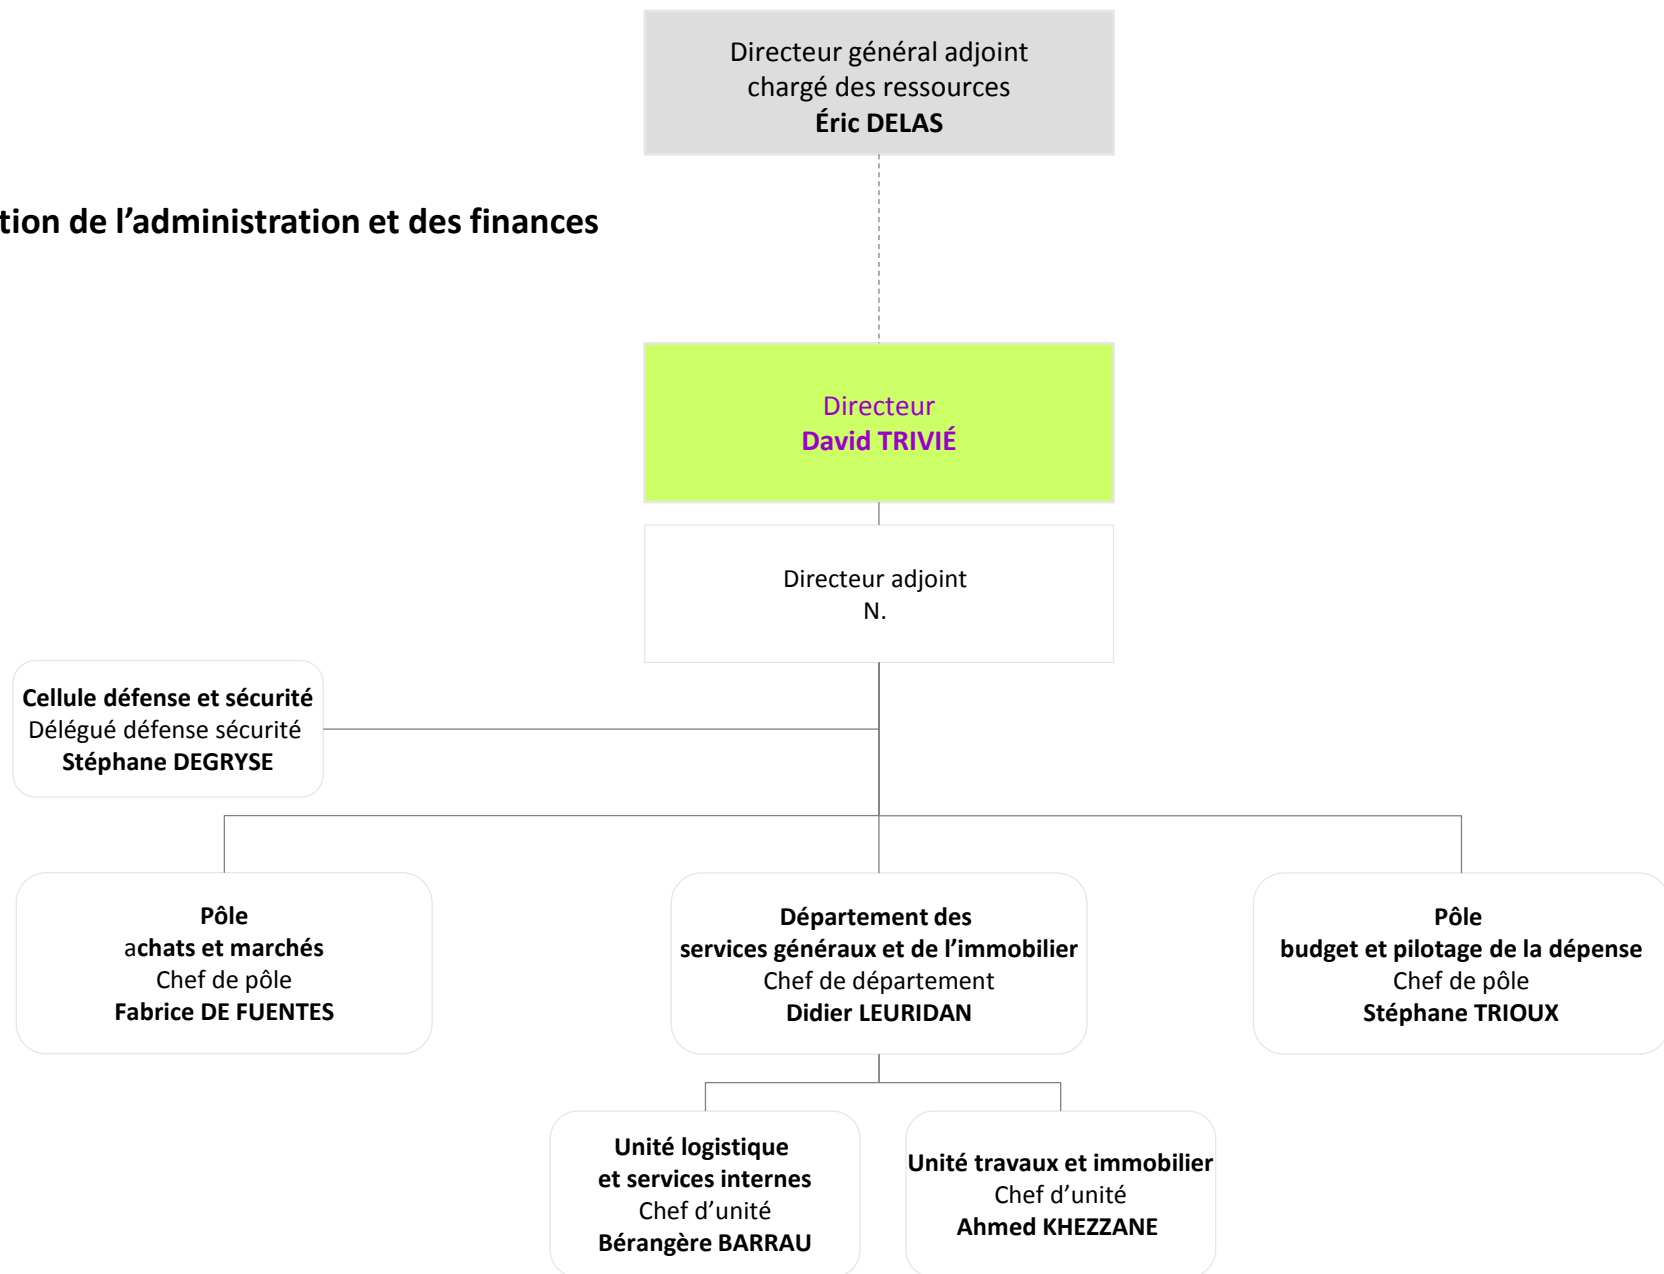 Directeur général adjoint
chargé des ressources
Éric DELAS
tion de l’administration et des finances
Directeur
David TRIVIÉ
Directeur adjoint
N.
Cellule défense et sécurité
Délégué défense sécurité
Stéphane DEGRYSE
Pôle
achats et marchés
Chef de pôle
Fabrice DE FUENTES
Département des
services généraux et de l’immobilier
Chef de département
Didier LEURIDAN
Pôle
budget et pilotage de la dépense
Chef de pôle
Stéphane TRIOUX
Unité logistique
et services internes
Chef d’unité
Bérangère BARRAU
Unité travaux et immobilier
Chef d’unité
Ahmed KHEZZANE